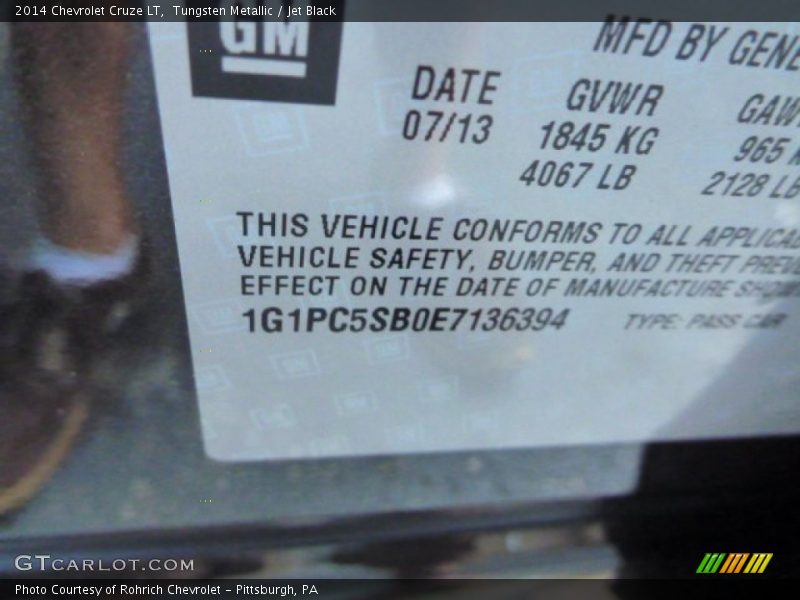 2014 Chevrolet Cruze LT, Tungsten Metallic / Jet Black
GM
MFD BY GENE
DATE GVWR GAW
07/13 1845 KG 965 K
4067 LB 2128 LB
THIS VEHICLE CONFORMS TO ALL APPLICA
VEHICLE SAFETY, BUMPER, AND THEFT PREV
EFFECT ON THE DATE OF MANUFACTURE SHOW
1G1PC5SB0E7136394 TYPE: PASS CAR
GTCARLOT.COM
Photo Courtesy of Rohrich Chevrolet – Pittsburgh, PA